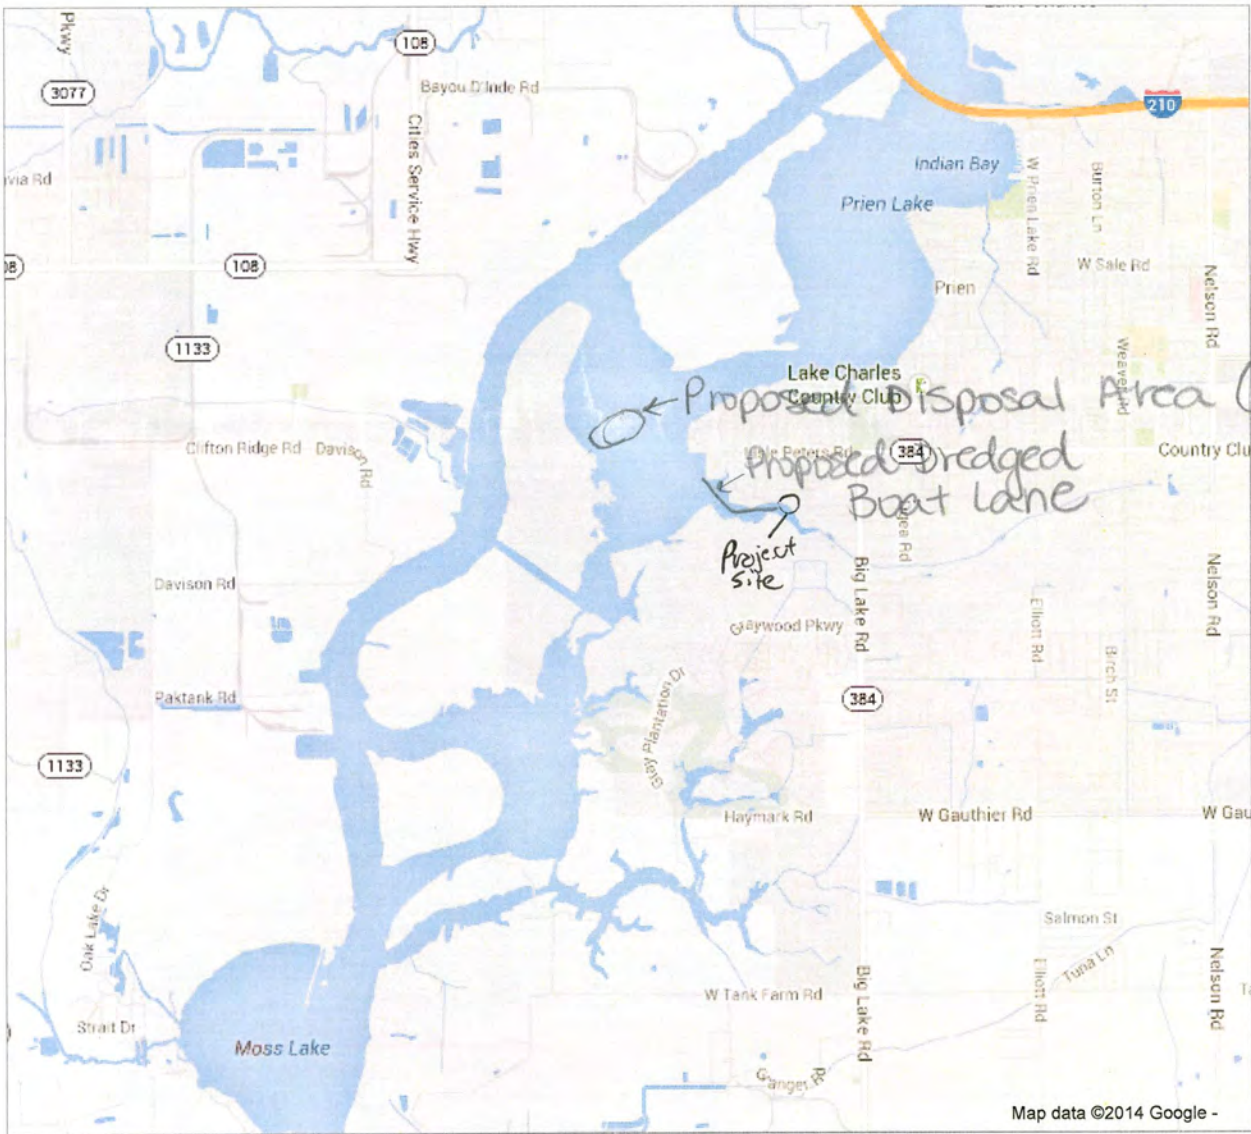 Pkwy
108
3077
Bayou D'Inde Rd
Cities Service Hwy
210
Indian Bay
Prien Lake
W Prien Lake Rd
Burton Ln
W Sale Rd
Nelson Rd
Prien
108
1133
Lake Charles
Country Club
Weaver Rd
Proposed Disposal Area (
Clifton Ridge Rd
Davison Rd
384
Country Clu
Proposed Dredged
Boat Lane
Project
Site
Davison Rd
Big Lake Rd
Nelson Rd
Graywood Pkwy
Elliott Rd
Birch St
Paktank Rd
Gray Plantation Dr
384
1133
Haymark Rd
W Gauthier Rd
W Gau
Oak Lake Dr
Salmon St
Tuna Ln
Elliott Rd
Nelson Rd
W Tank Farm Rd
Big Lake Rd
Strait Dr
Moss Lake
Granger Rd
Map data ©2014 Google -